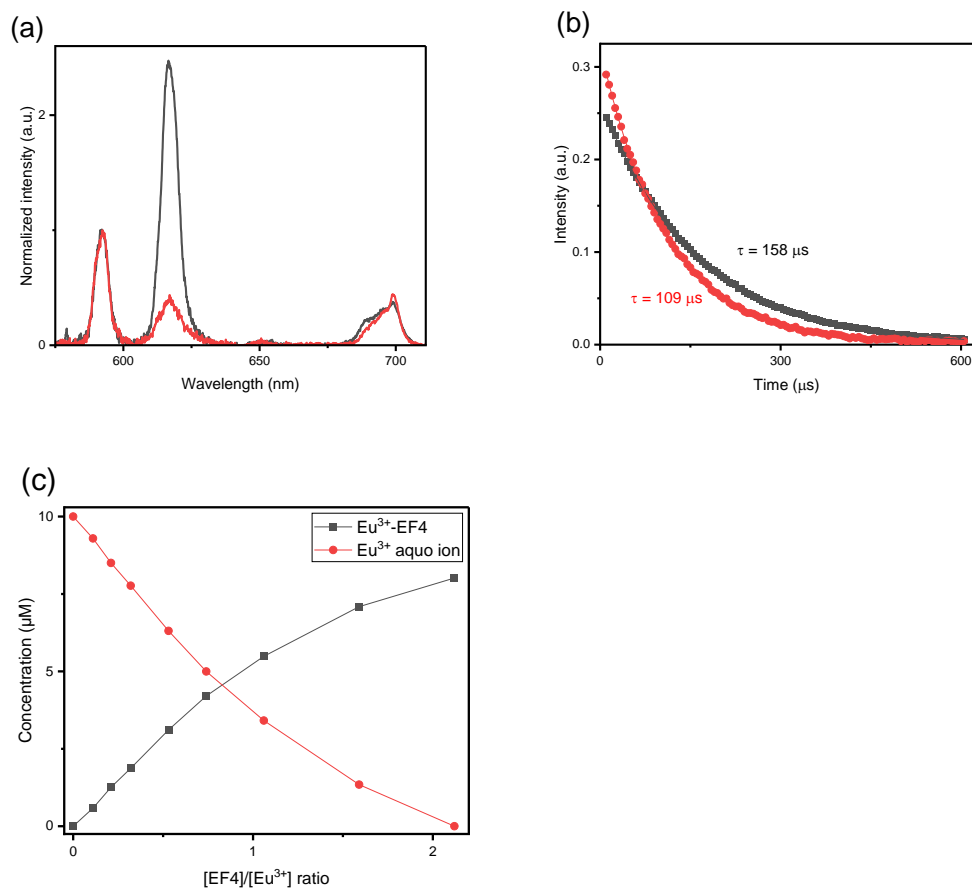 (a)
Normalized intensity (a.u.)
2
0
600
650
700
Wavelength (nm)
(b)
Intensity (a.u.)
0.3
0.2
0.1
0.0
τ = 158 μs
τ = 109 μs
0
300
600
Time (μs)
(c)
Concentration (μM)
10
5
0
Eu³⁺-EF4
Eu³⁺ aquo ion
0
1
2
[EF4]/[Eu³⁺] ratio